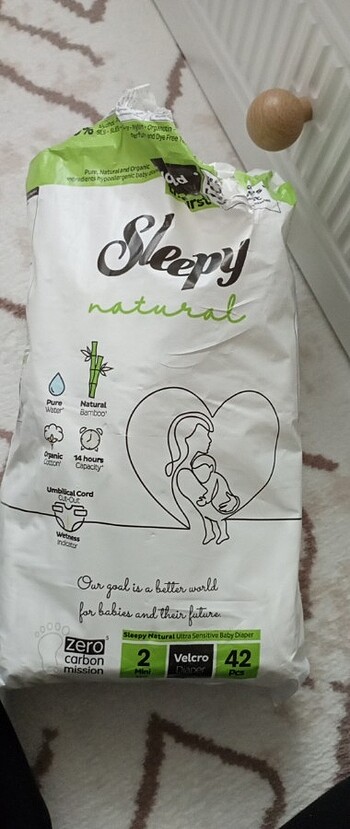 Dye Free
Pure, Natural and Organic
Sleepy
natural
Pure
Water*
Natural
Bamboo*
Organic
Cotton*
14 hours
Capacity*
Umbilical Cord
Cut-Out*
Wetness
Indicator
Our goal is a better world
for babies and their future.
Sleepy Natural Ultra Sensitive Baby Diaper
zero
carbon
mission
2
Mini
Velcro
Diaper
42
Pcs